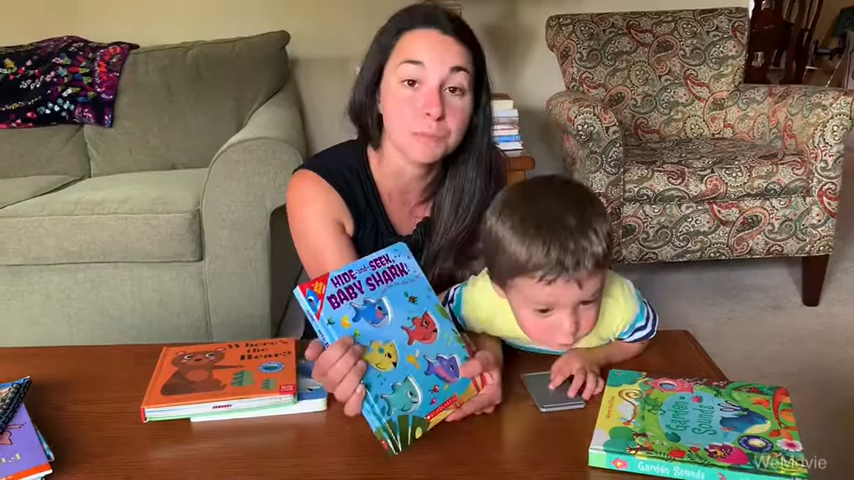 HIDE-and-SEEK,
BABY SHARK!
Where's
the Bear
Garden
Sounds
Garden Sounds
WeMovie